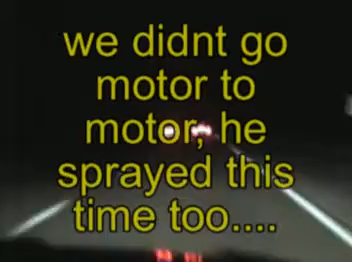 we didnt go
motor to
motor, he
sprayed this
time too....